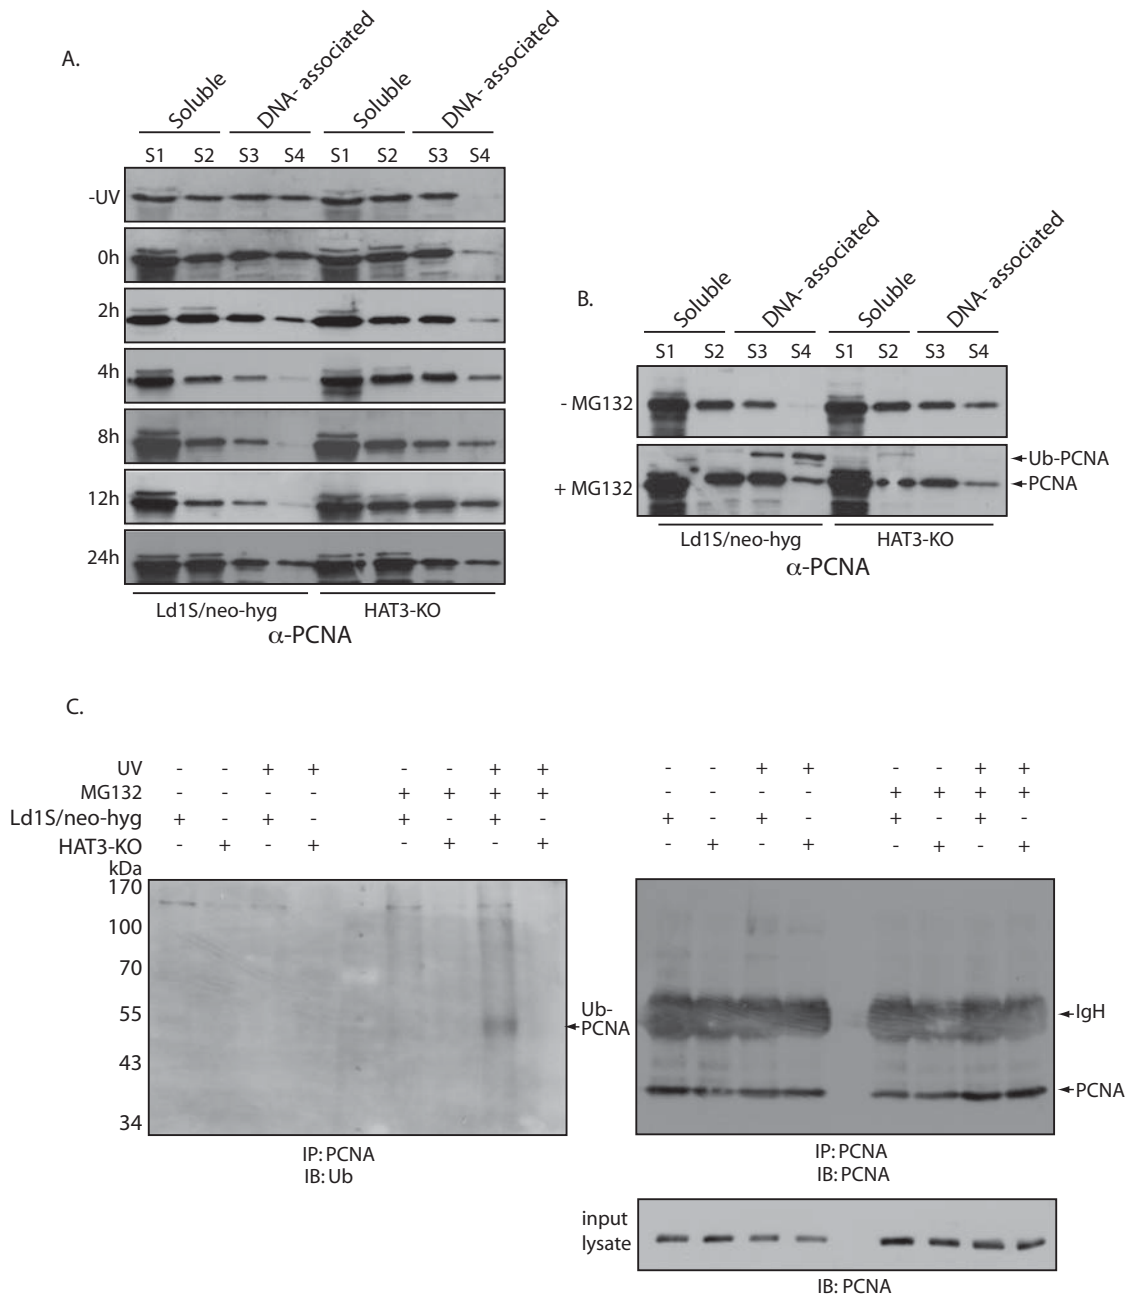 A.
Soluble DNA- associated Soluble DNA- associated
S1 S2 S3 S4 S1 S2 S3 S4
-UV
0h
2h
4h
8h
12h
24h
Ld1S/neo-hyg HAT3-KO
α-PCNA
B.
Soluble DNA- associated Soluble DNA- associated
S1 S2 S3 S4 S1 S2 S3 S4
- MG132
+ MG132
Ub-PCNA
PCNA
Ld1S/neo-hyg HAT3-KO
α-PCNA
C.
UV - - + + - - + + - - + + - - + +
MG132 - - - - + + + + - - - - + + + +
Ld1S/neo-hyg + - + - + - + - + - + - + - + -
HAT3-KO - + - + - + - + - + - + - + - +
kDa
170
100
70
55
43
34
Ub-
PCNA
IP: PCNA
IB: Ub
IgH
PCNA
IP: PCNA
IB: PCNA
input
lysate
IB: PCNA